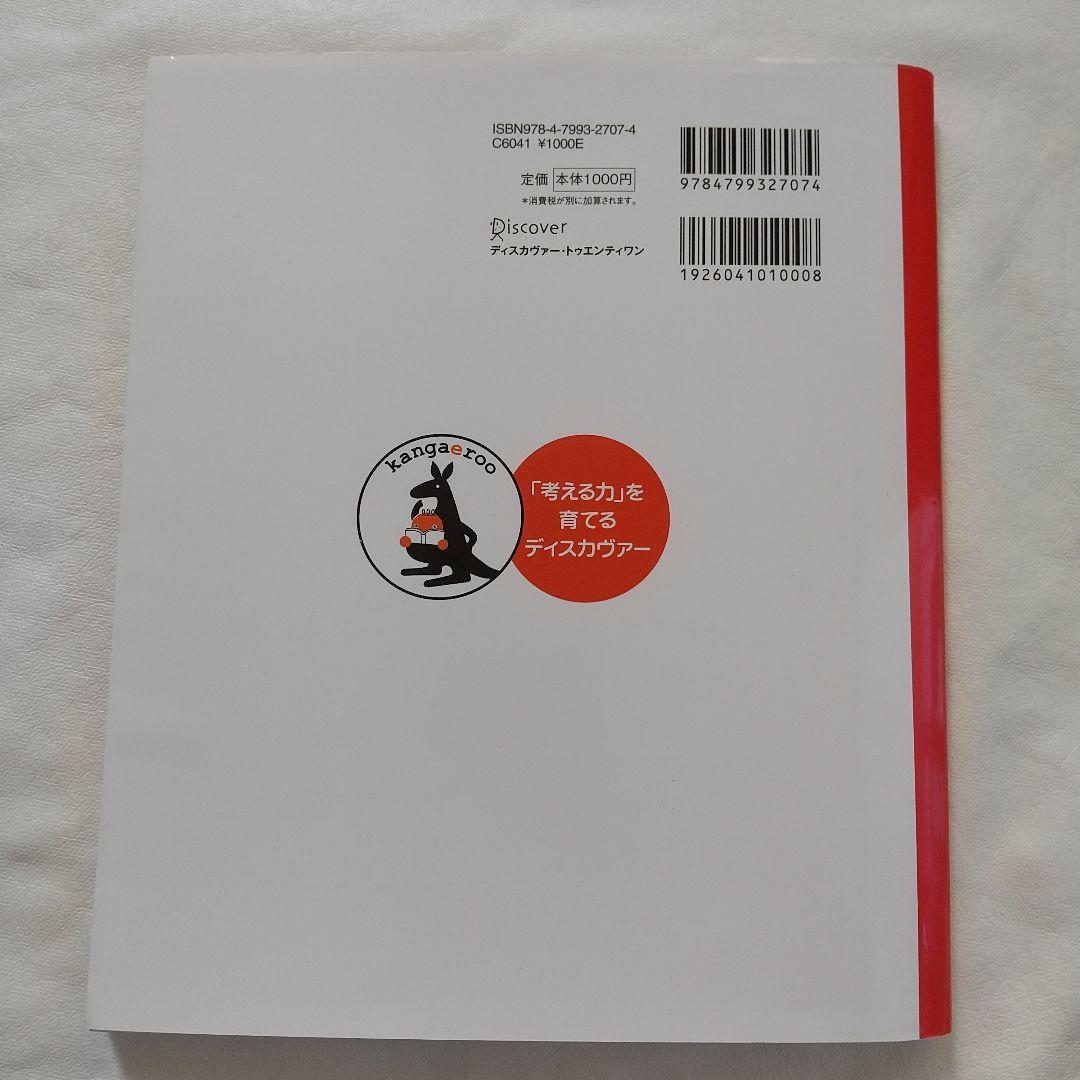 ISBN978-4-7993-2707-4
C6041 ¥1000E
定価 本体1000円
*消費税が別に加算されます。
Discover
ディスカヴァー・トゥエンティワン
9784799327074
1926041010008
kangaeroo
「考える力」を
育てる
ディスカヴァー